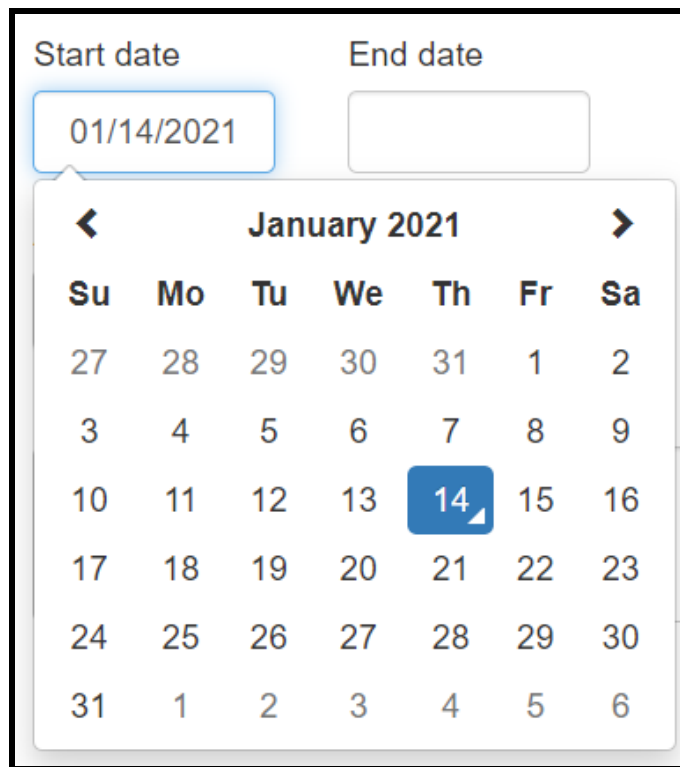 Start date End date
01/14/2021
January 2021
Su Mo Tu We Th Fr Sa
27 28 29 30 31 1 2
3 4 5 6 7 8 9
10 11 12 13 14 15 16
17 18 19 20 21 22 23
24 25 26 27 28 29 30
31 1 2 3 4 5 6